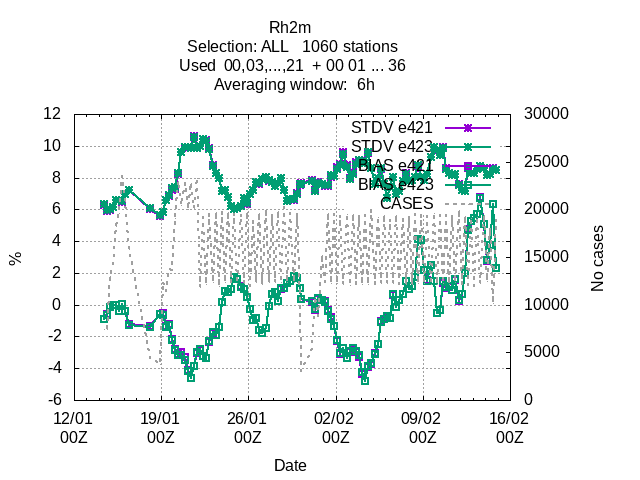 Rh2m
Selection: ALL   1060 stations
Used  00,03,...,21  + 00 01 ... 36
Averaging window:  6h
12
10
8
6
4
2
0
-2
-4
-6
%
30000
25000
20000
15000
10000
5000
0
No cases
STDV e421
STDV e423
BIAS e421
BIAS e423
CASES
12/01 19/01 26/01 02/02 09/02 16/02
00Z 00Z 00Z 00Z 00Z 00Z
Date